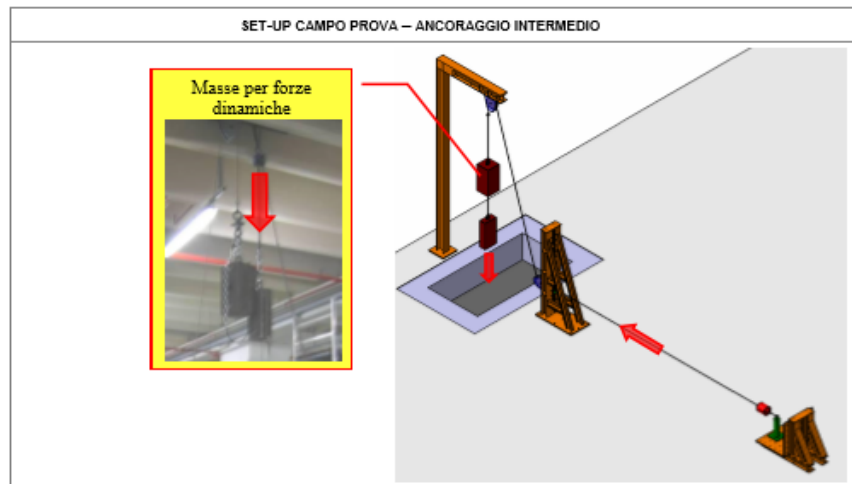 SET-UP CAMPO PROVA – ANCORAGGIO INTERMEDIO
Masse per forze
dinamiche